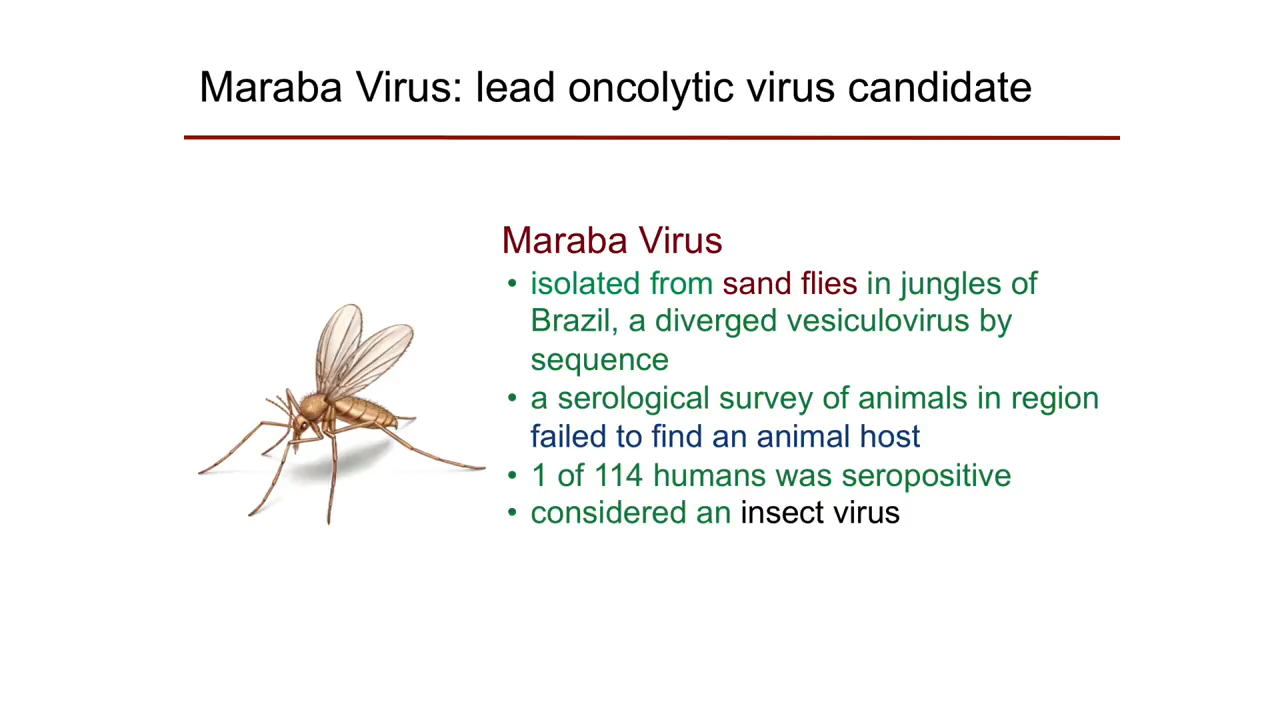 Maraba Virus: lead oncolytic virus candidate
Maraba Virus
• isolated from sand flies in jungles of
Brazil, a diverged vesiculovirus by
sequence
• a serological survey of animals in region
failed to find an animal host
• 1 of 114 humans was seropositive
• considered an insect virus